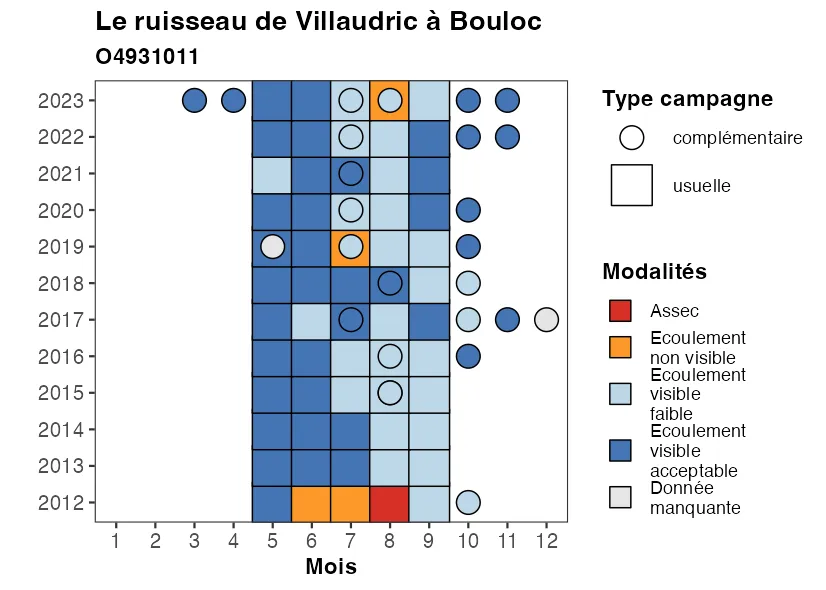 Le ruisseau de Villaudric à Bouloc
O4931011
2023
2022
2021
2020
2019
2018
2017
2016
2015
2014
2013
2012
1 2 3 4 5 6 7 8 9 10 11 12
Mois
Type campagne
complémentaire
usuelle
Modalités
Assec
Ecoulement
non visible
Ecoulement
visible
faible
Ecoulement
visible
acceptable
Donnée
manquante